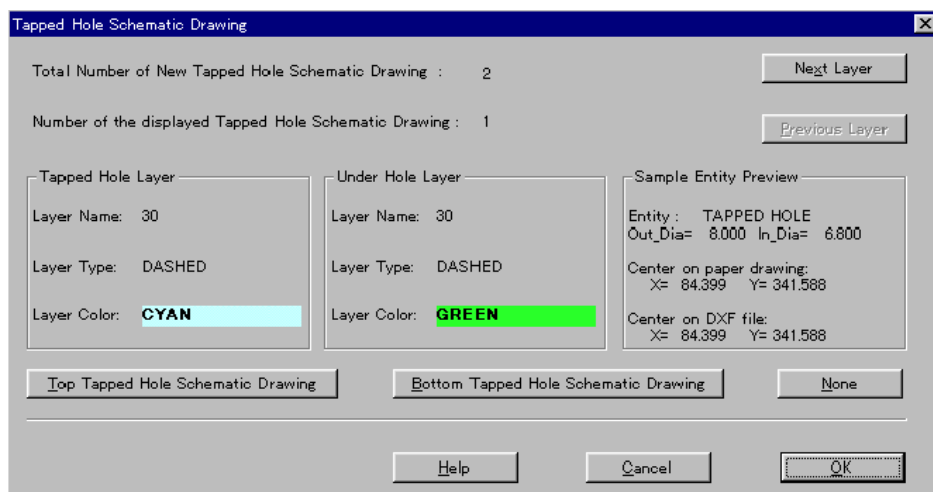 Tapped Hole Schematic Drawing
Total Number of New Tapped Hole Schematic Drawing : 2
Next Layer
Number of the displayed Tapped Hole Schematic Drawing : 1
Previous Layer
Tapped Hole Layer
Layer Name: 30
Layer Type: DASHED
Layer Color: CYAN
Under Hole Layer
Layer Name: 30
Layer Type: DASHED
Layer Color: GREEN
Sample Entity Preview
Entity : TAPPED HOLE
Out_Dia= 8.000 In_Dia= 6.800
Center on paper drawing:
X= 84.399 Y= 341.588
Center on DXF file:
X= 84.399 Y= 341.588
Top Tapped Hole Schematic Drawing
Bottom Tapped Hole Schematic Drawing
None
Help
Cancel
OK